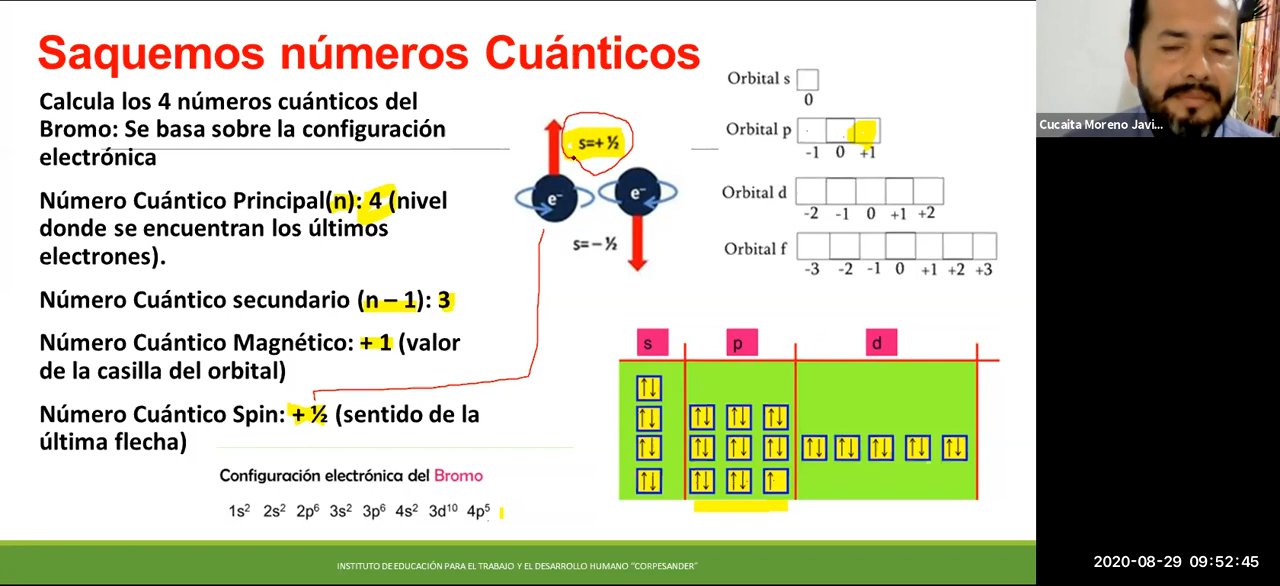 Saquemos números Cuánticos
Calcula los 4 números cuánticos del
Bromo: Se basa sobre la configuración
electrónica
Número Cuántico Principal(n): 4 (nivel
donde se encuentran los últimos
electrones).
Número Cuántico secundario (n – 1): 3
Número Cuántico Magnético: + 1 (valor
de la casilla del orbital)
Número Cuántico Spin: + ½ (sentido de la
última flecha)
Configuración electrónica del Bromo
1s² 2s² 2p⁶ 3s² 3p⁶ 4s² 3d¹⁰ 4p⁵
s=+ ½
e⁻ e⁻
s= – ½
Orbital s
0
Orbital p
-1 0 +1
Orbital d
-2 -1 0 +1 +2
Orbital f
-3 -2 -1 0 +1 +2 +3
s p d
INSTITUTO DE EDUCACIÓN PARA EL TRABAJO Y EL DESARROLLO HUMANO “CORPESANDER”
Cucaita Moreno Javi...
2020-08-29 09:52:45